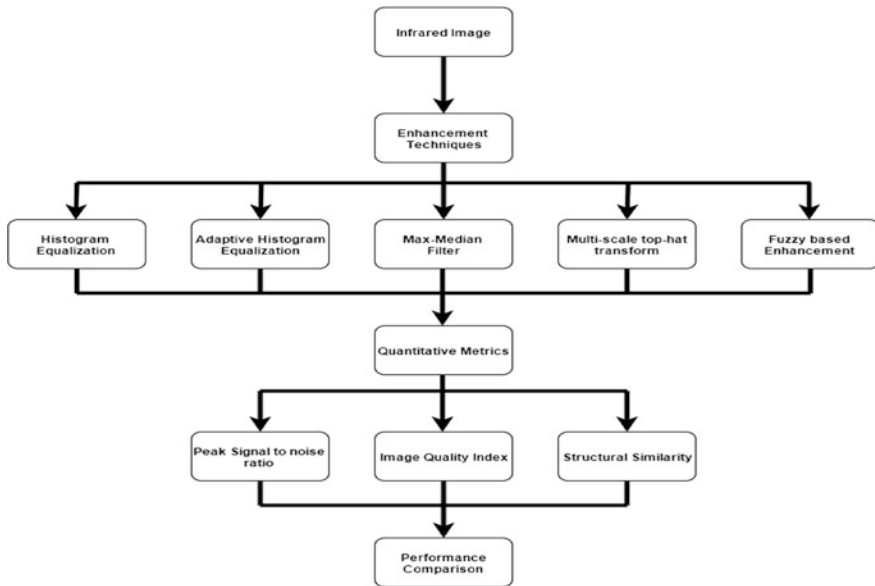 Infrared Image
Enhancement
Techniques
Histogram
Equalization
Adaptive Histogram
Equalization
Max-Median
Filter
Multi-scale top-hat
transform
Fuzzy based
Enhancement
Quantitative Metrics
Peak Signal to noise
ratio
Image Quality Index
Structural Similarity
Performance
Comparison